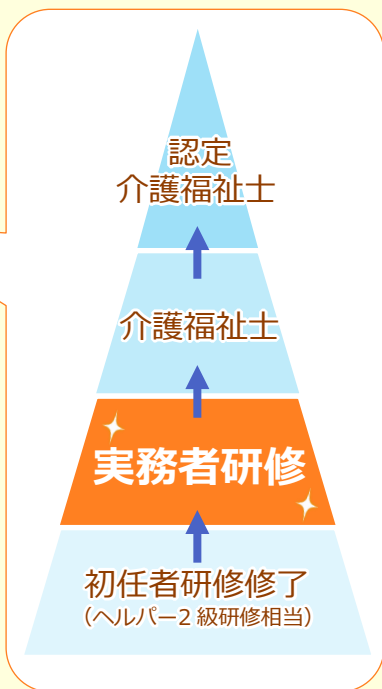 認定
介護福祉士
介護福祉士
実務者研修
初任者研修修了
(ヘルパー2級研修相当)